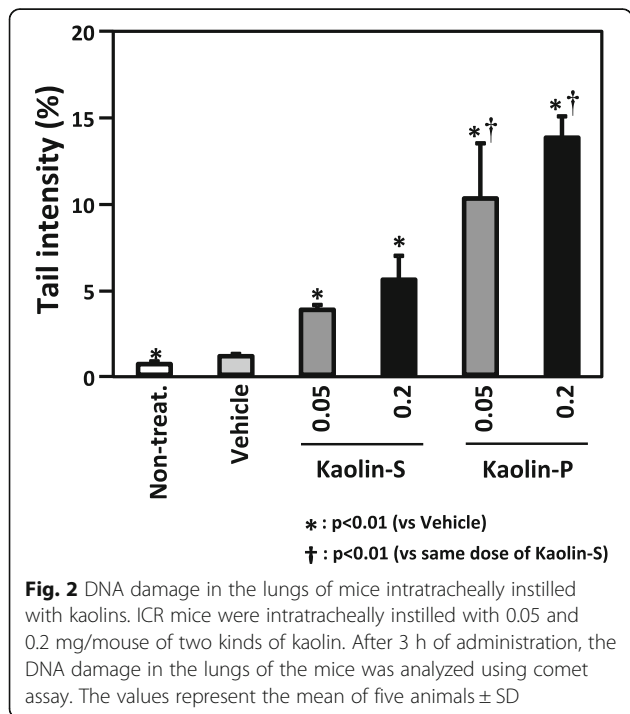 20
15
10
5
0
Tail intensity (%)
*
*
*
*†
*†
Non-treat.
Vehicle
0.05
0.2
0.05
0.2
Kaolin-S
Kaolin-P
* : p<0.01 (vs Vehicle)
† : p<0.01 (vs same dose of Kaolin-S)
Fig. 2 DNA damage in the lungs of mice intratracheally instilled
with kaolins. ICR mice were intratracheally instilled with 0.05 and
0.2 mg/mouse of two kinds of kaolin. After 3 h of administration, the
DNA damage in the lungs of the mice was analyzed using comet
assay. The values represent the mean of five animals ± SD